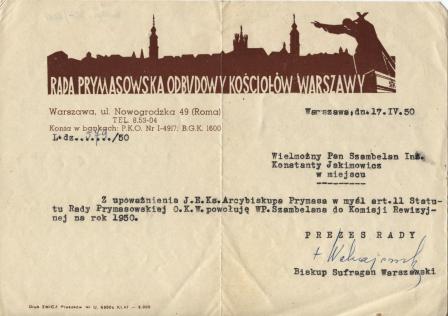 RADA PRYMASOWSKA ODBUDOWY KOŚCIOŁÓW WARSZAWY
Warszawa, ul. Nowogrodzka 49 (Roma)
TEL. 8.53-04
Konta w bankach: P.K.O. Nr I-4917; B.G.K. 1600
L.dz. 579/50
Warszawa, dn. 17.IV.50
Wielmożny Pan Szambelan Inż.
Konstanty Jakimowicz
w miejscu
Z upoważnienia J.E.Ks.Arcybiskupa Prymasa w myśl art.11 Statu-
tu Rady Prymasowskiej O.K.W.powołuję WP.Szambelana do Komisji Rewizyj-
nej na rok 1950.
PREZES RADY
Biskup Sufragan Warszawski